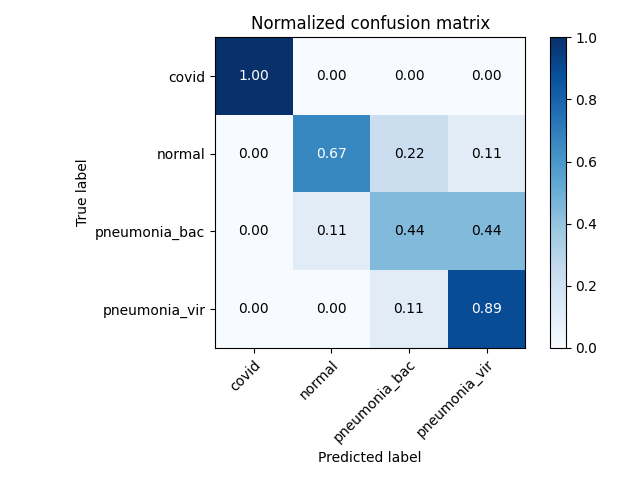 Normalized confusion matrix
True label
covid 1.00 0.00 0.00 0.00
normal 0.00 0.67 0.22 0.11
pneumonia_bac 0.00 0.11 0.44 0.44
pneumonia_vir 0.00 0.00 0.11 0.89
covid normal pneumonia_bac pneumonia_vir
Predicted label
1.0
0.8
0.6
0.4
0.2
0.0